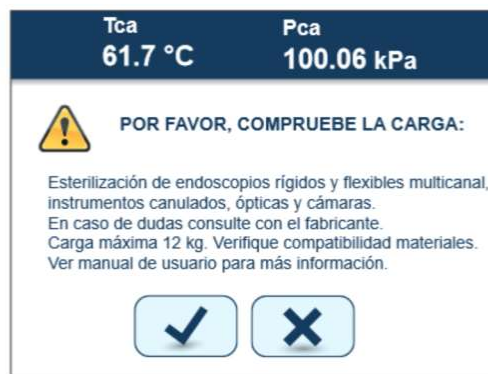 Tca Pca
61.7 °C 100.06 kPa
POR FAVOR, COMPRUEBE LA CARGA:
Esterilización de endoscopios rígidos y flexibles multicanal,
instrumentos canulados, ópticas y cámaras.
En caso de dudas consulte con el fabricante.
Carga máxima 12 kg. Verifique compatibilidad materiales.
Ver manual de usuario para más información.